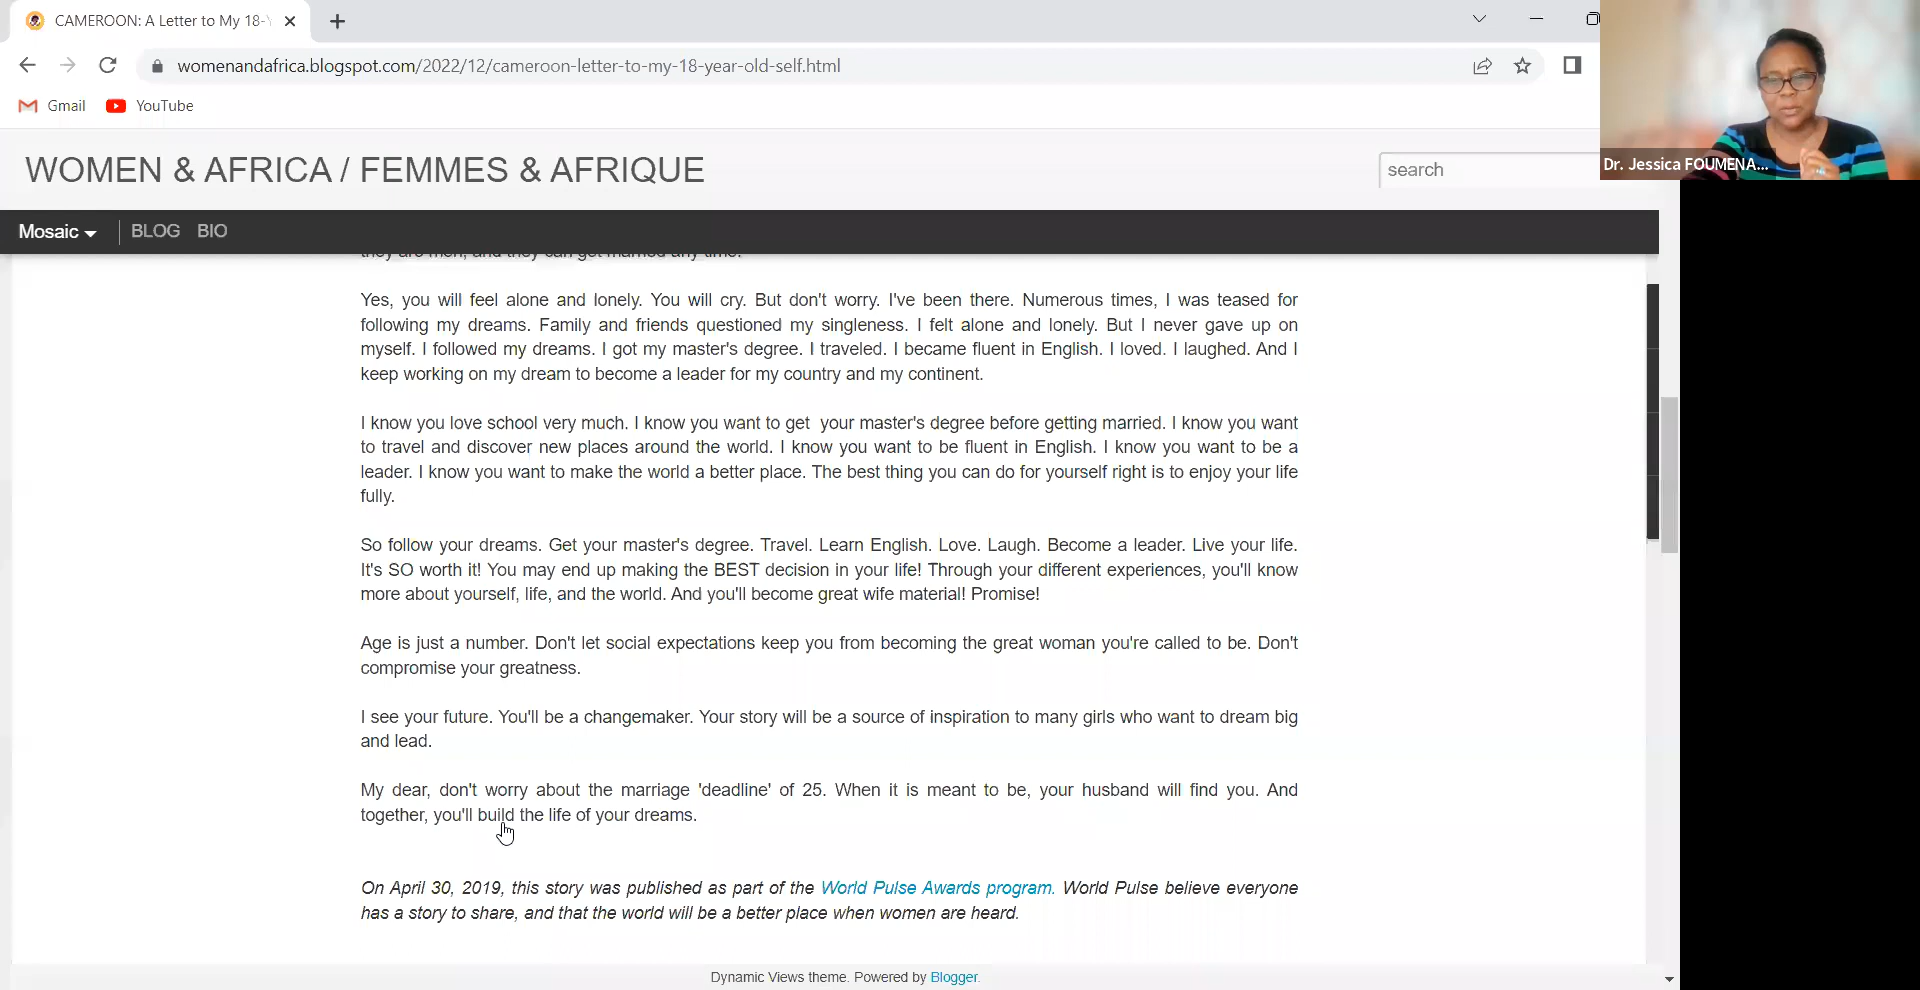 CAMEROON: A Letter to My 18-
womenandafrica.blogspot.com/2022/12/cameroon-letter-to-my-18-year-old-self.html
Gmail YouTube
WOMEN & AFRICA / FEMMES & AFRIQUE
search
Dr. Jessica FOUMENA...
Mosaic BLOG BIO
they are men, and they can get married any time.
Yes, you will feel alone and lonely. You will cry. But don't worry. I've been there. Numerous times, I was teased for
following my dreams. Family and friends questioned my singleness. I felt alone and lonely. But I never gave up on
myself. I followed my dreams. I got my master's degree. I traveled. I became fluent in English. I loved. I laughed. And I
keep working on my dream to become a leader for my country and my continent.
I know you love school very much. I know you want to get your master's degree before getting married. I know you want
to travel and discover new places around the world. I know you want to be fluent in English. I know you want to be a
leader. I know you want to make the world a better place. The best thing you can do for yourself right is to enjoy your life
fully.
So follow your dreams. Get your master's degree. Travel. Learn English. Love. Laugh. Become a leader. Live your life.
It's SO worth it! You may end up making the BEST decision in your life! Through your different experiences, you'll know
more about yourself, life, and the world. And you'll become great wife material! Promise!
Age is just a number. Don't let social expectations keep you from becoming the great woman you're called to be. Don't
compromise your greatness.
I see your future. You'll be a changemaker. Your story will be a source of inspiration to many girls who want to dream big
and lead.
My dear, don't worry about the marriage 'deadline' of 25. When it is meant to be, your husband will find you. And
together, you'll build the life of your dreams.
On April 30, 2019, this story was published as part of the World Pulse Awards program. World Pulse believe everyone
has a story to share, and that the world will be a better place when women are heard.
Dynamic Views theme. Powered by Blogger.